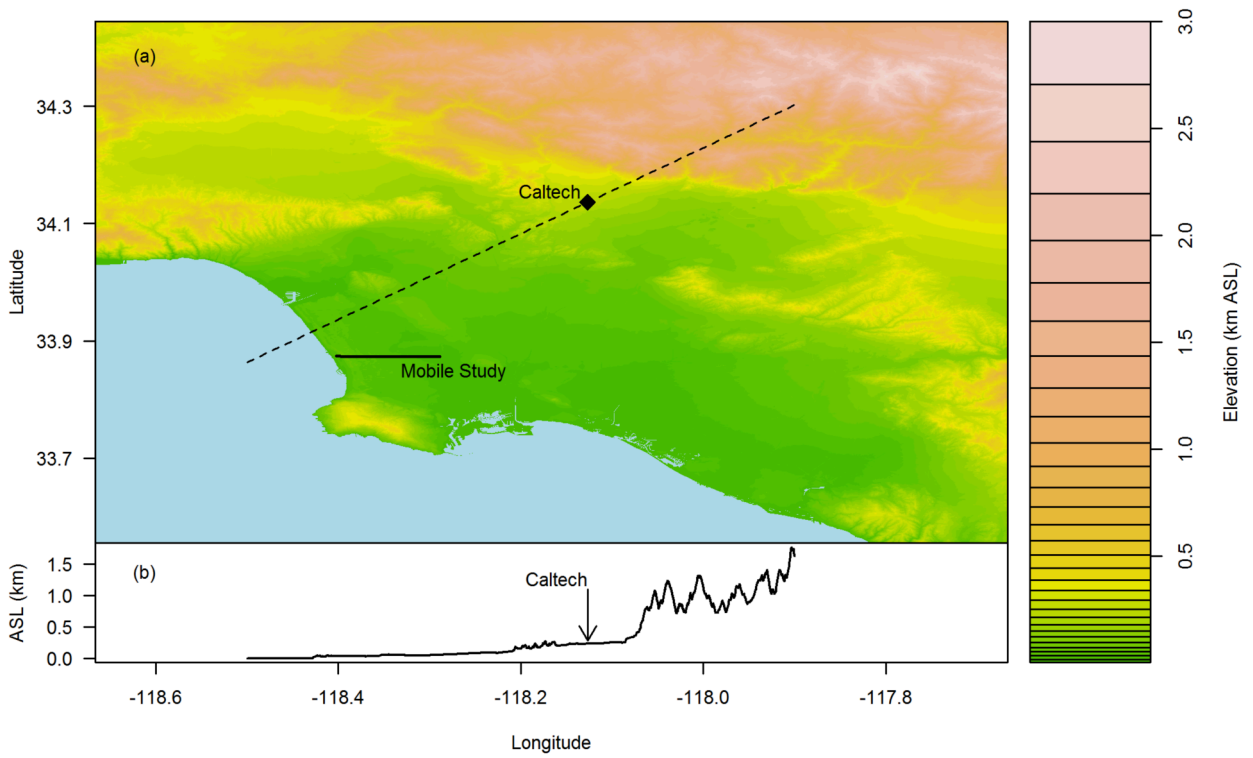 (a)
34.3
34.1
33.9
33.7
Latitude
Caltech
Mobile Study
(b)
1.5
1.0
0.5
0.0
ASL (km)
Caltech
-118.6
-118.4
-118.2
-118.0
-117.8
Longitude
3.0
2.5
2.0
1.5
1.0
0.5
Elevation (km ASL)